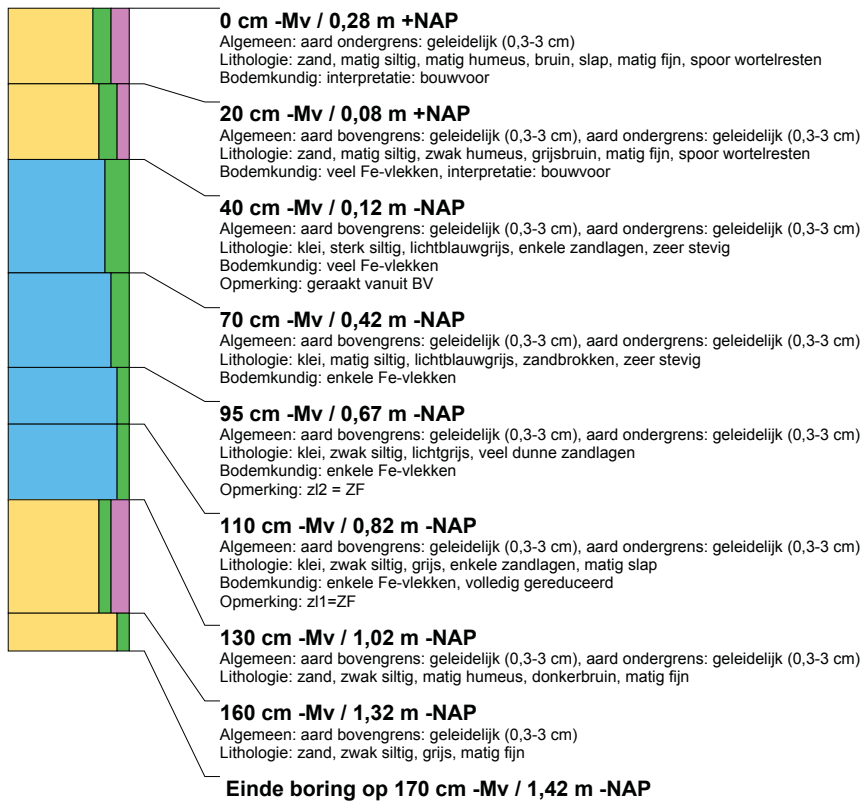 0 cm -Mv / 0,28 m +NAP
Algemeen: aard ondergrens: geleidelijk (0,3-3 cm)
Lithologie: zand, matig siltig, matig humeus, bruin, slap, matig fijn, spoor wortelresten
Bodemkundig: interpretatie: bouwvoor
20 cm -Mv / 0,08 m +NAP
Algemeen: aard bovengrens: geleidelijk (0,3-3 cm), aard ondergrens: geleidelijk (0,3-3 cm)
Lithologie: zand, matig siltig, zwak humeus, grijsbruin, matig fijn, spoor wortelresten
Bodemkundig: veel Fe-vlekken, interpretatie: bouwvoor
40 cm -Mv / 0,12 m -NAP
Algemeen: aard bovengrens: geleidelijk (0,3-3 cm), aard ondergrens: geleidelijk (0,3-3 cm)
Lithologie: klei, sterk siltig, lichtblauwgrijs, enkele zandlagen, zeer stevig
Bodemkundig: veel Fe-vlekken
Opmerking: geraakt vanuit BV
70 cm -Mv / 0,42 m -NAP
Algemeen: aard bovengrens: geleidelijk (0,3-3 cm), aard ondergrens: geleidelijk (0,3-3 cm)
Lithologie: klei, matig siltig, lichtblauwgrijs, zandbrokken, zeer stevig
Bodemkundig: enkele Fe-vlekken
95 cm -Mv / 0,67 m -NAP
Algemeen: aard bovengrens: geleidelijk (0,3-3 cm), aard ondergrens: geleidelijk (0,3-3 cm)
Lithologie: klei, zwak siltig, lichtgrijs, veel dunne zandlagen
Bodemkundig: enkele Fe-vlekken
Opmerking: zl2 = ZF
110 cm -Mv / 0,82 m -NAP
Algemeen: aard bovengrens: geleidelijk (0,3-3 cm), aard ondergrens: geleidelijk (0,3-3 cm)
Lithologie: klei, zwak siltig, grijs, enkele zandlagen, matig slap
Bodemkundig: enkele Fe-vlekken, volledig gereduceerd
Opmerking: zl1=ZF
130 cm -Mv / 1,02 m -NAP
Algemeen: aard bovengrens: geleidelijk (0,3-3 cm), aard ondergrens: geleidelijk (0,3-3 cm)
Lithologie: zand, zwak siltig, matig humeus, donkerbruin, matig fijn
160 cm -Mv / 1,32 m -NAP
Algemeen: aard bovengrens: geleidelijk (0,3-3 cm)
Lithologie: zand, zwak siltig, grijs, matig fijn
Einde boring op 170 cm -Mv / 1,42 m -NAP